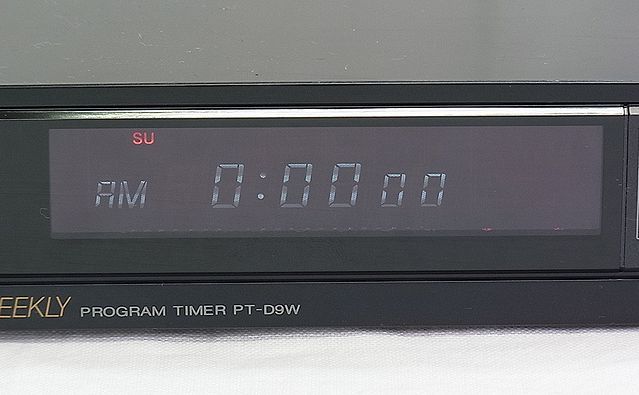 SU
AM 0:00 00
EEKLY PROGRAM TIMER PT-D9W